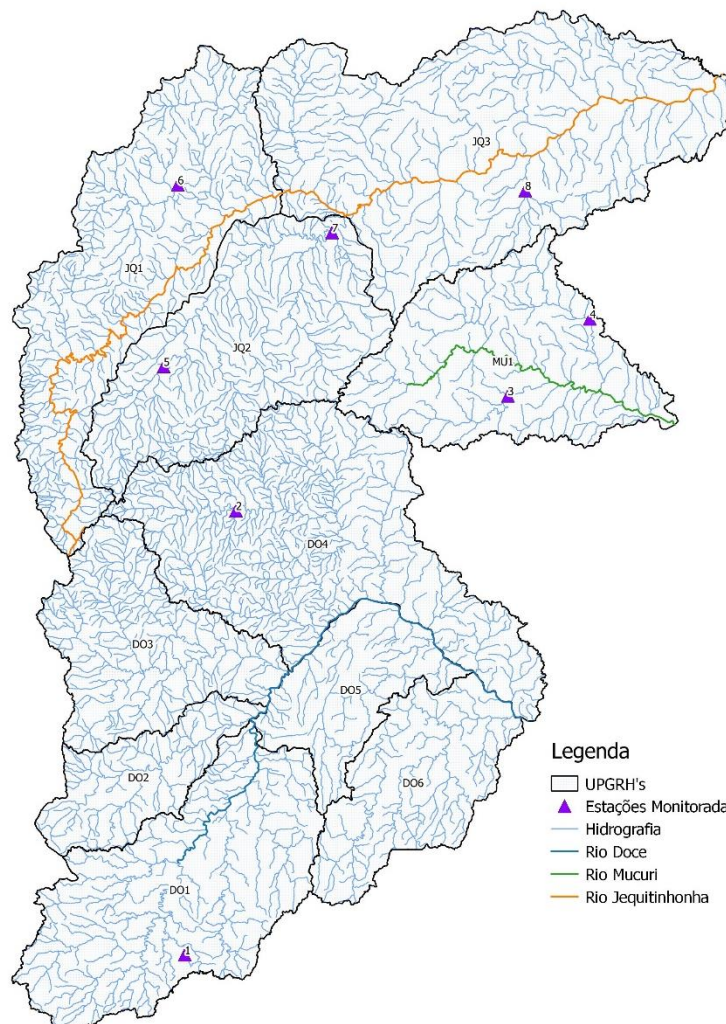 JQ3
6
8
7
JQ1
4
JQ2
MU1
5
3
2
DO4
DO3
DO5
DO2
DO6
DO1
1
Legenda
UPGRH's
Estações Monitorada
Hidrografia
Rio Doce
Rio Mucuri
Rio Jequitinhonha